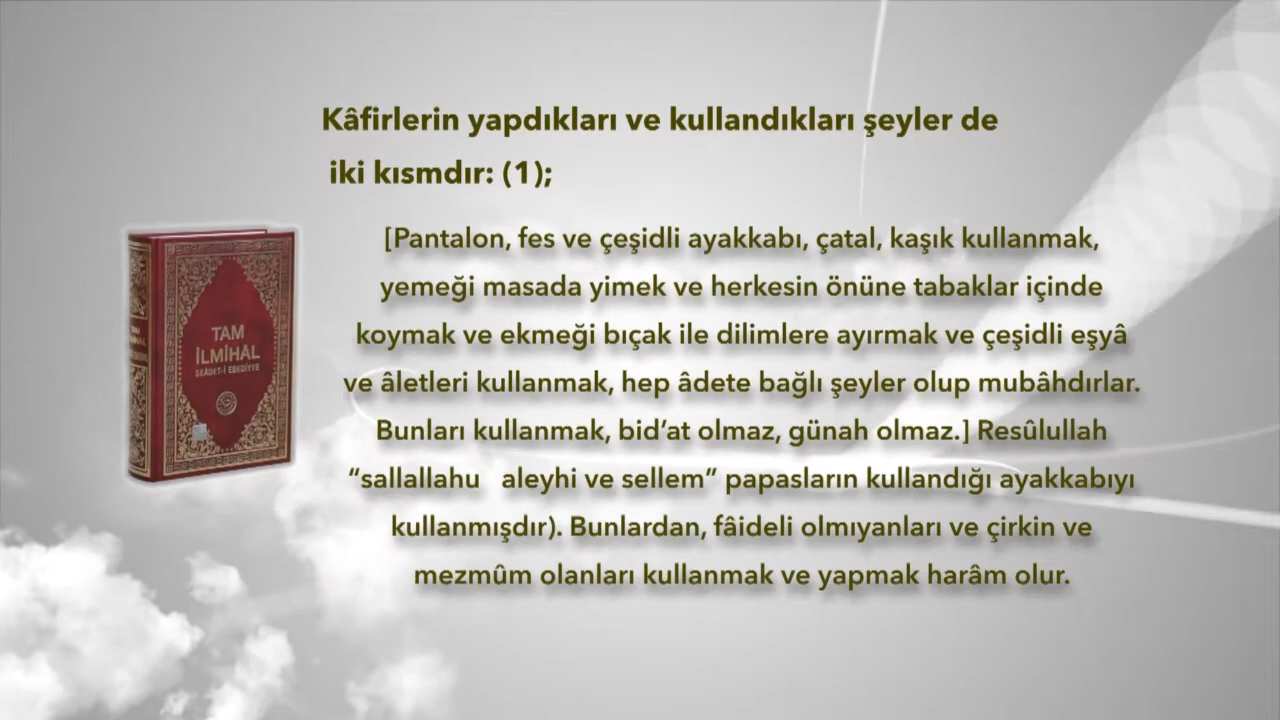 Kâfirlerin yapdıkları ve kullandıkları şeyler de
iki kısmdır: (1);
[Pantalon, fes ve çeşidli ayakkabı, çatal, kaşık kullanmak,
yemeği masada yimek ve herkesin önüne tabaklar içinde
koymak ve ekmeği bıçak ile dilimlere ayırmak ve çeşidli eşyâ
ve âletleri kullanmak, hep âdete bağlı şeyler olup mubâhdırlar.
Bunları kullanmak, bid’at olmaz, günah olmaz.] Resûlullah
“sallallahu aleyhi ve sellem” papasların kullandığı ayakkabıyı
kullanmışdır). Bunlardan, fâideli olmıyanları ve çirkin ve
mezmûm olanları kullanmak ve yapmak harâm olur.
TAM
İLMİHAL
SEÂDET-İ EBEDİYYE